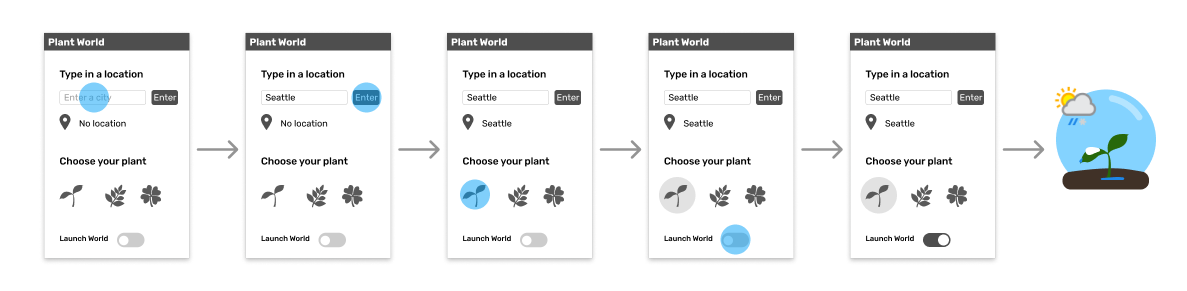 Plant World
Type in a location
Enter a city
Enter
No location
Choose your plant
Launch World
Plant World
Type in a location
Seattle
Enter
No location
Choose your plant
Launch World
Plant World
Type in a location
Seattle
Enter
Seattle
Choose your plant
Launch World
Plant World
Type in a location
Seattle
Enter
Seattle
Choose your plant
Launch World
Plant World
Type in a location
Seattle
Enter
Seattle
Choose your plant
Launch World